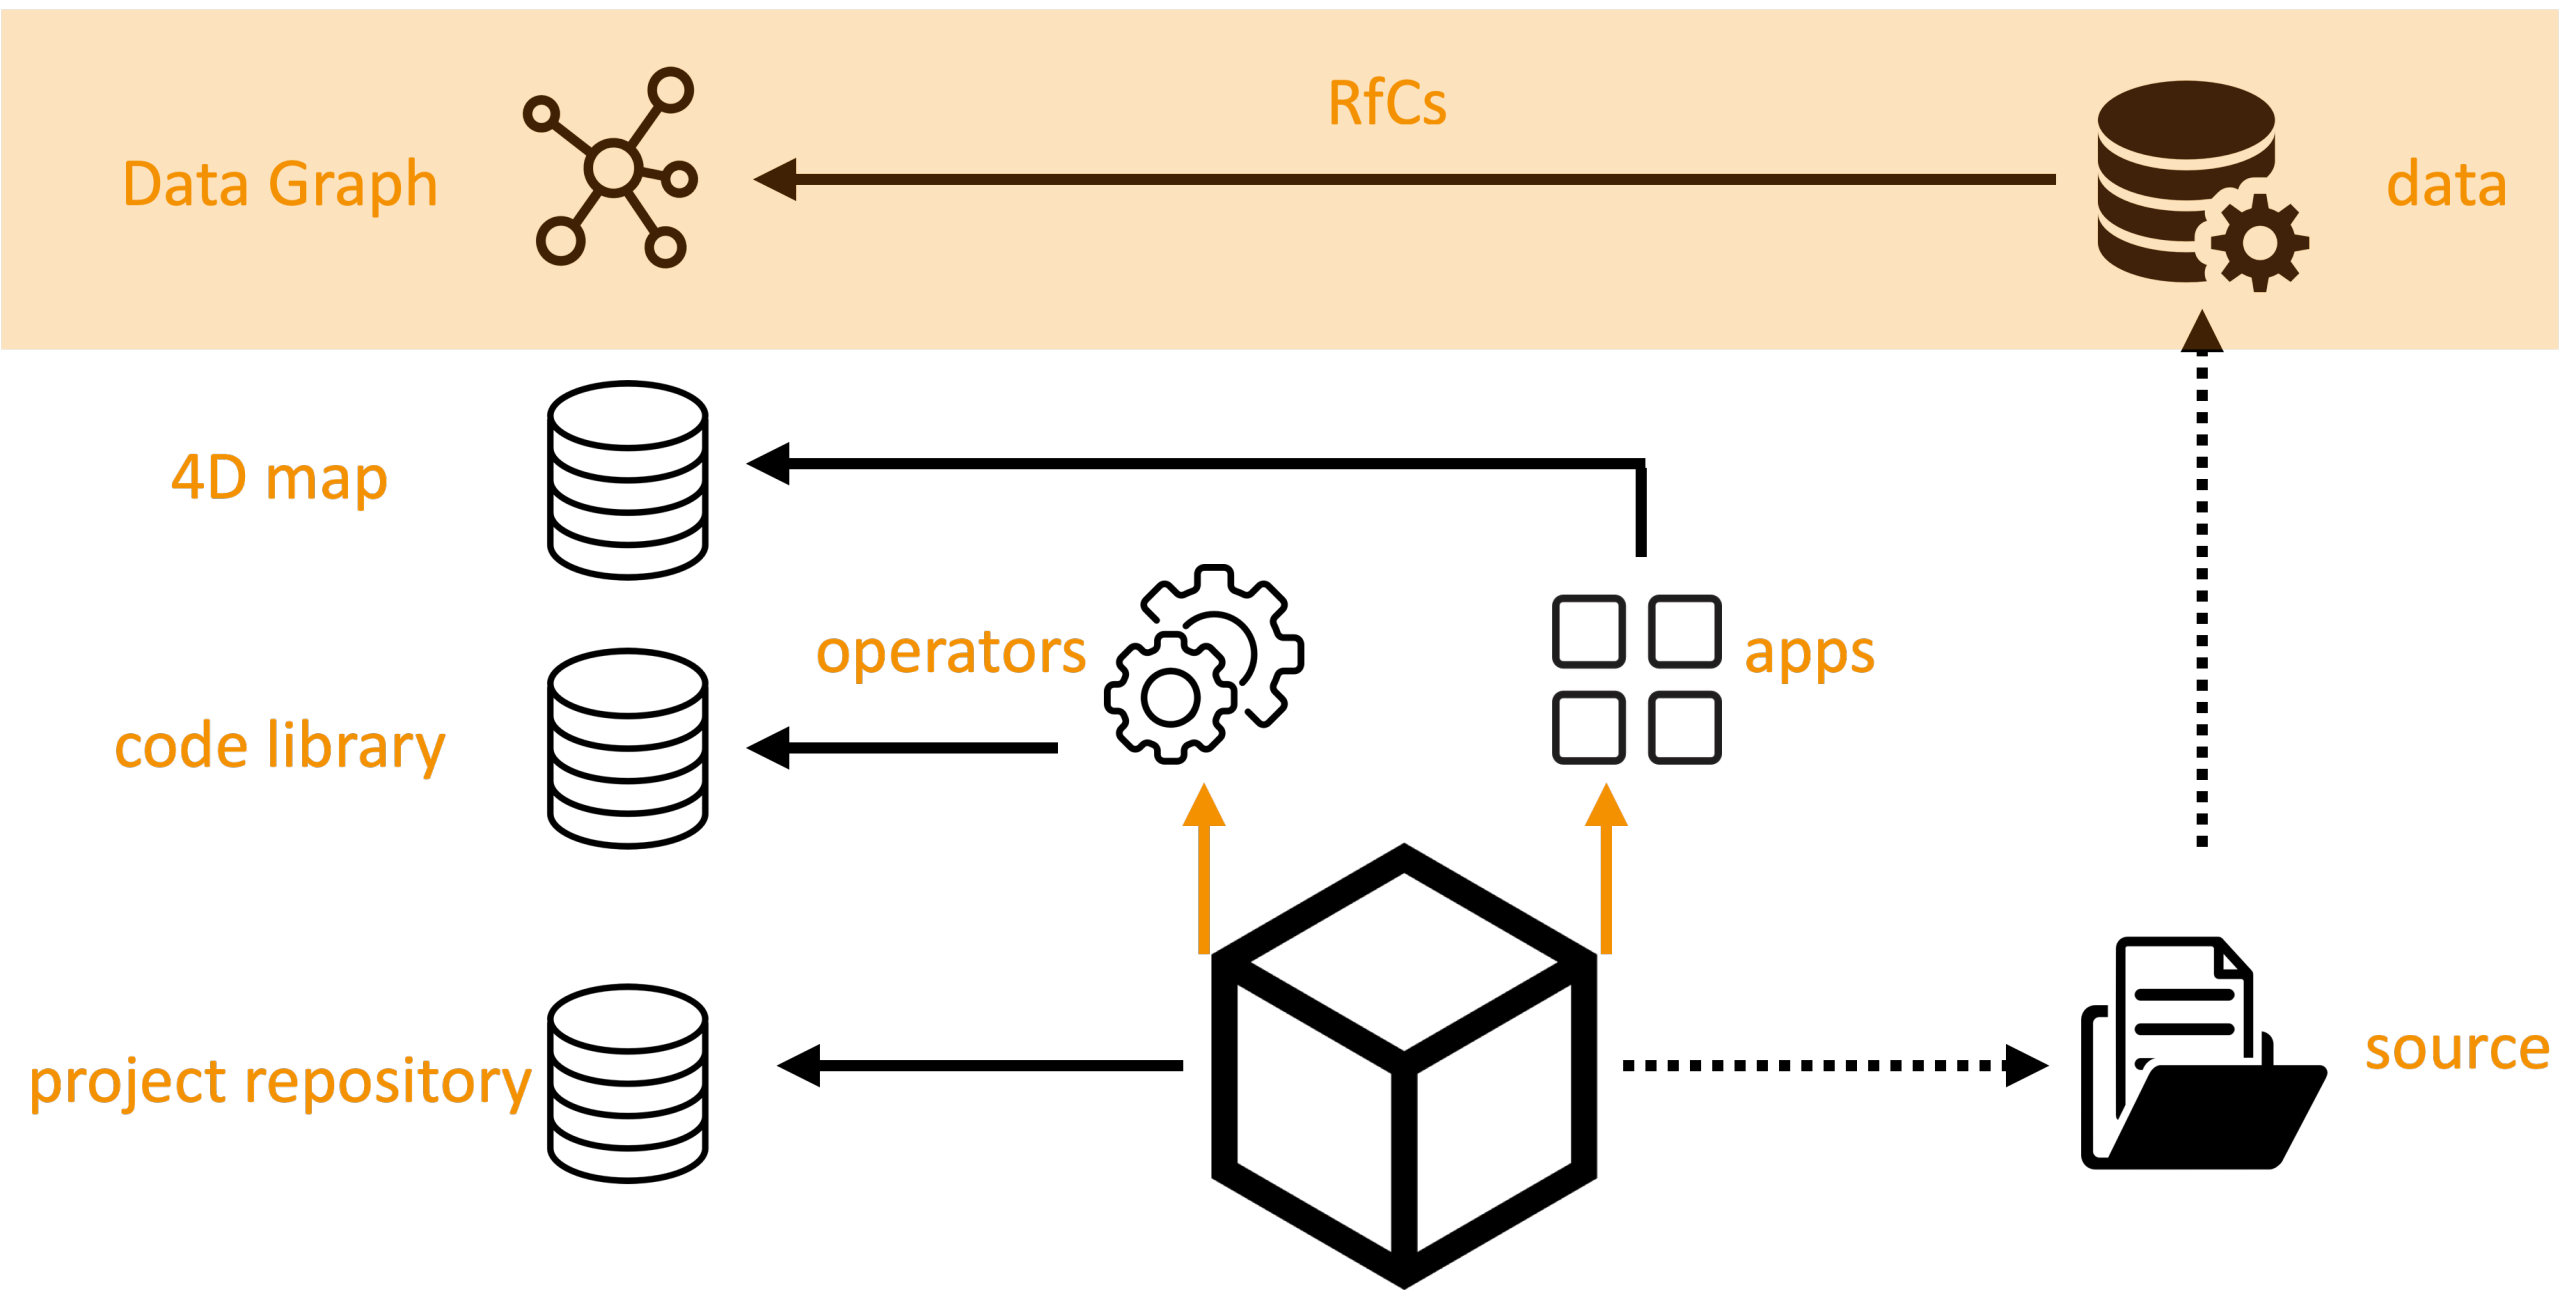 RfCs
Data Graph
data
4D map
operators
apps
code library
source
project repository